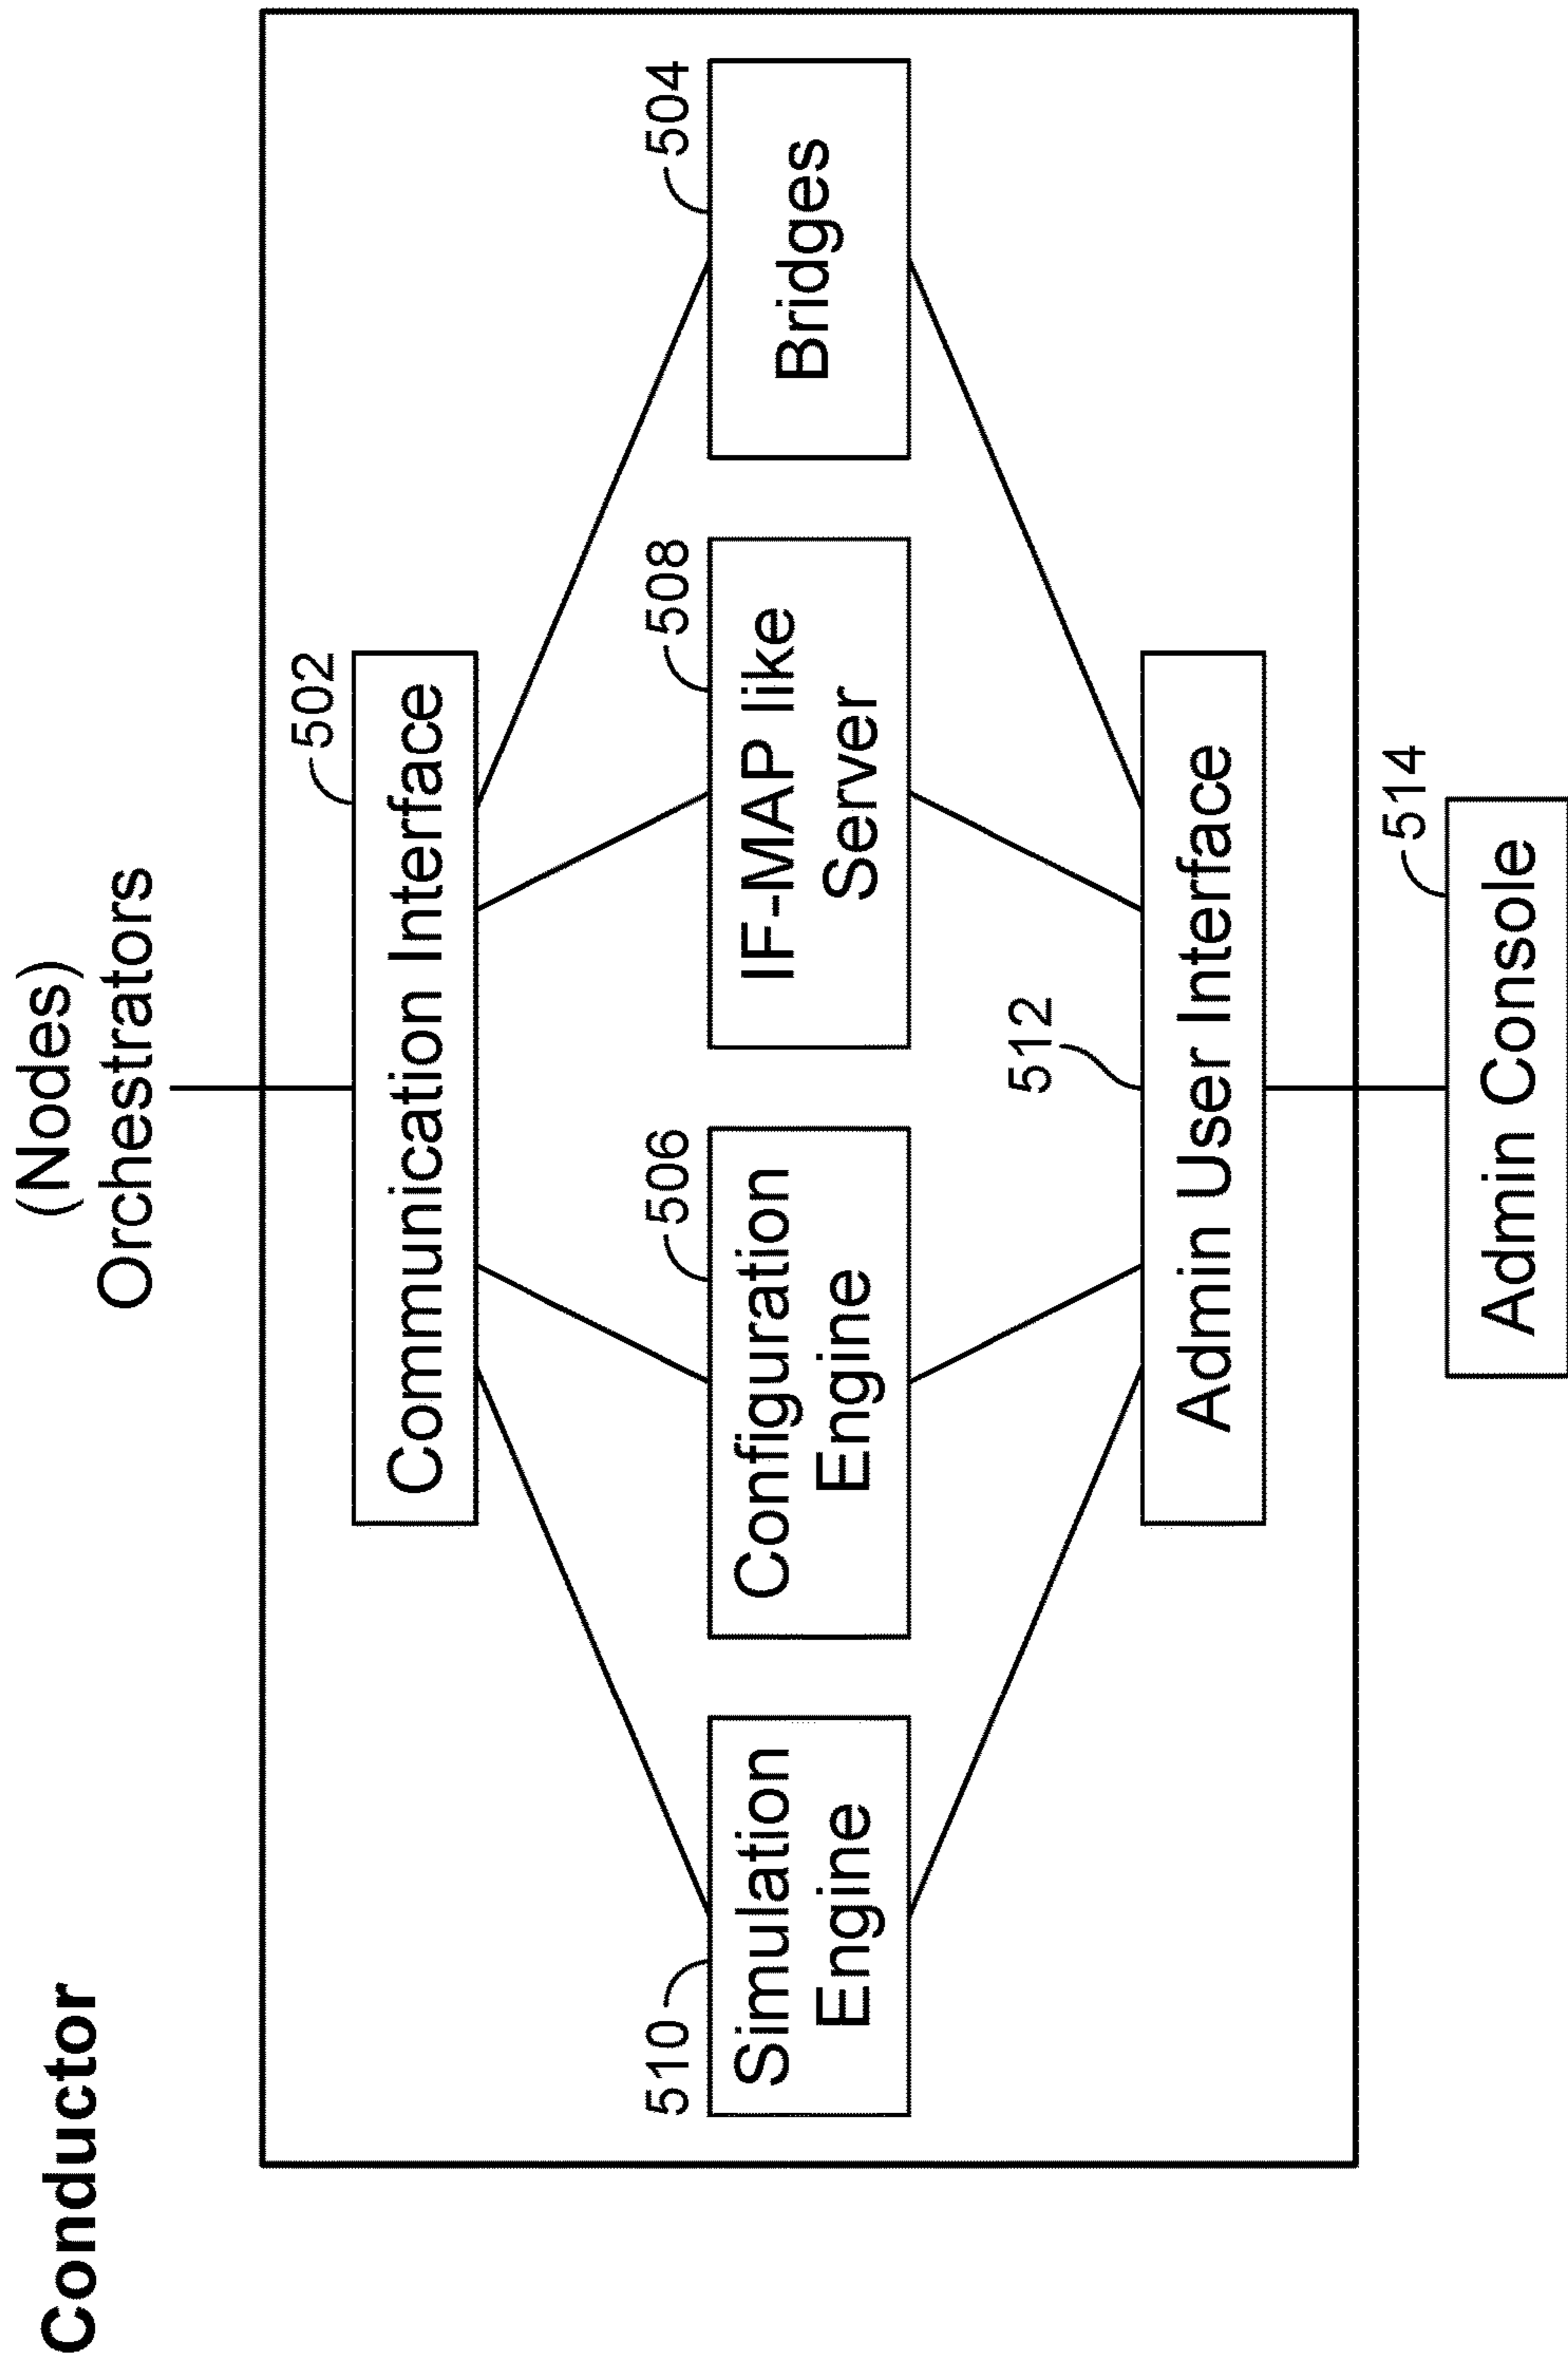 Conductor
(Nodes)
Orchestrators
502
Communication Interface
510
506
508
504
Simulation
Engine
Configuration
Engine
IF-MAP like
Server
Bridges
512
Admin User Interface
514
Admin Console